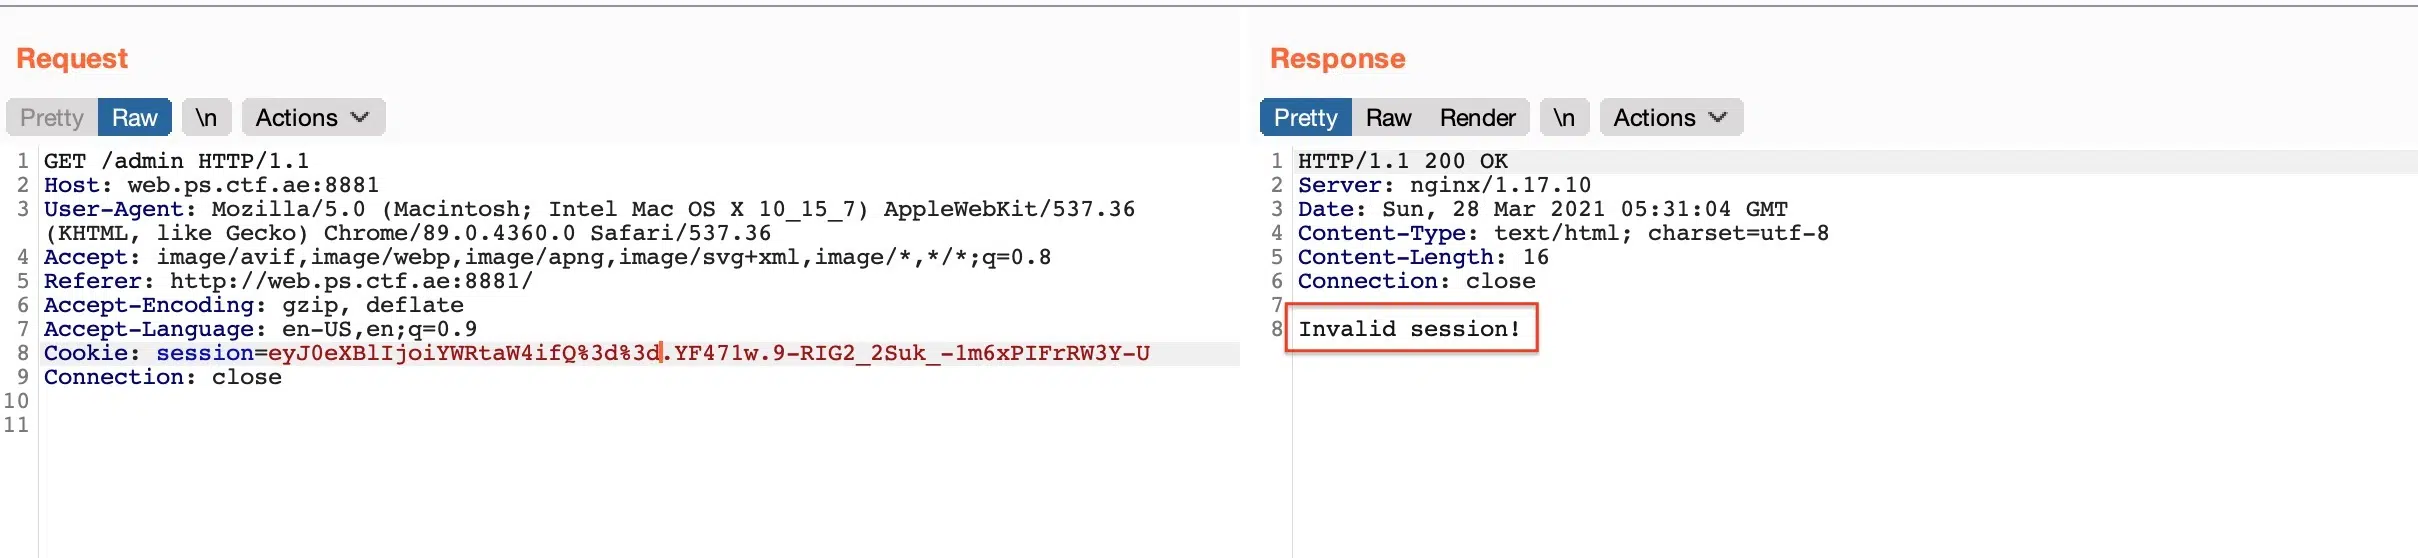 Request
Pretty Raw \n Actions
1 GET /admin HTTP/1.1
2 Host: web.ps.ctf.ae:8881
3 User-Agent: Mozilla/5.0 (Macintosh; Intel Mac OS X 10_15_7) AppleWebKit/537.36
(KHTML, like Gecko) Chrome/89.0.4360.0 Safari/537.36
4 Accept: image/avif,image/webp,image/apng,image/svg+xml,image/*,*/*;q=0.8
5 Referer: http://web.ps.ctf.ae:8881/
6 Accept-Encoding: gzip, deflate
7 Accept-Language: en-US,en;q=0.9
8 Cookie: session=eyJ0eXBlIjoiYWRtaW4ifQ%3d%3d.YF471w.9-RIG2_2Suk_-1m6xPIFrRW3Y-U
9 Connection: close
10
11
Response
Pretty Raw Render \n Actions
1 HTTP/1.1 200 OK
2 Server: nginx/1.17.10
3 Date: Sun, 28 Mar 2021 05:31:04 GMT
4 Content-Type: text/html; charset=utf-8
5 Content-Length: 16
6 Connection: close
7
8 Invalid session!